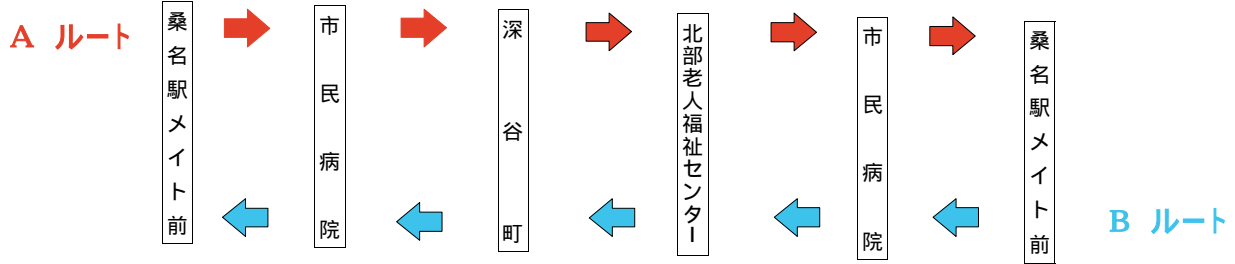 A ルート
桑名駅メイト前
市民病院
深谷町
北部老人福祉センター
市民病院
桑名駅メイト前
B ルート